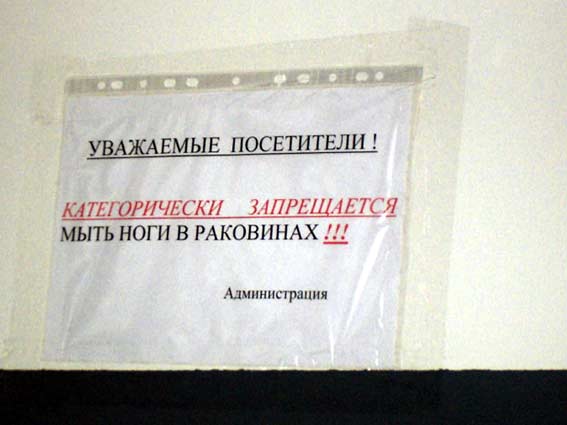 УВАЖАЕМЫЕ ПОСЕТИТЕЛИ !
КАТЕГОРИЧЕСКИ ЗАПРЕЩАЕТСЯ
МЫТЬ НОГИ В РАКОВИНАХ !!!
Администрация